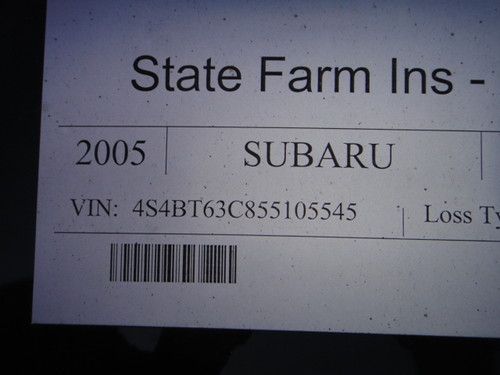 State Farm Ins -
2005 SUBARU
VIN: 4S4BT63C855105545 Loss Ty